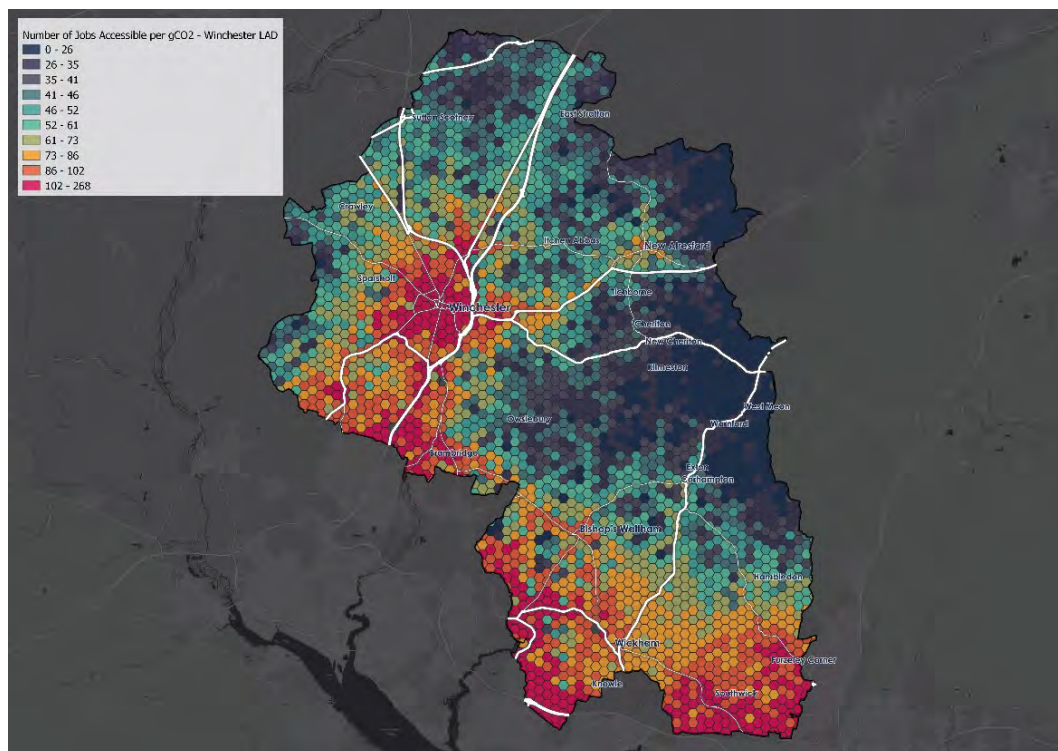 Number of Jobs Accessible per gCO2 - Winchester LAD
0 - 26
26 - 35
35 - 41
41 - 46
46 - 52
52 - 61
61 - 73
73 - 86
86 - 102
102 - 268
East Stratton
Sutton Scotney
Crawley
Itchen Abbas
New Alresford
Sparsholt
Tichborne
Winchester
Cheriton
New Cheriton
Kilmeston
West Meon
Owslebury
Warnford
Brambridge
Exton
Corhampton
Bishop's Waltham
Hambledon
Wickham
Furzeley Corner
Knowle
Southwick